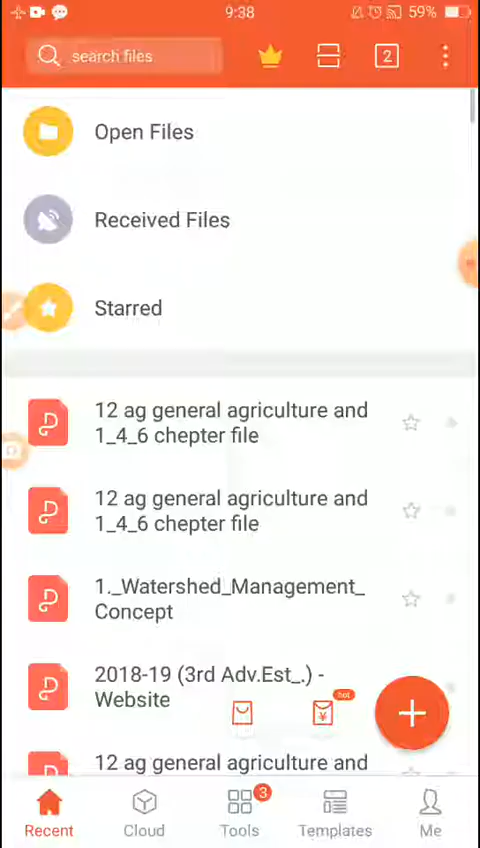 9:38
59%
search files
2
Open Files
Received Files
Starred
12 ag general agriculture and
1_4_6 chepter file
12 ag general agriculture and
1_4_6 chepter file
1._Watershed_Management_
Concept
2018-19 (3rd Adv.Est_.) -
Website
hot
¥
12 ag general agriculture and
3
Recent
Cloud
Tools
Templates
Me